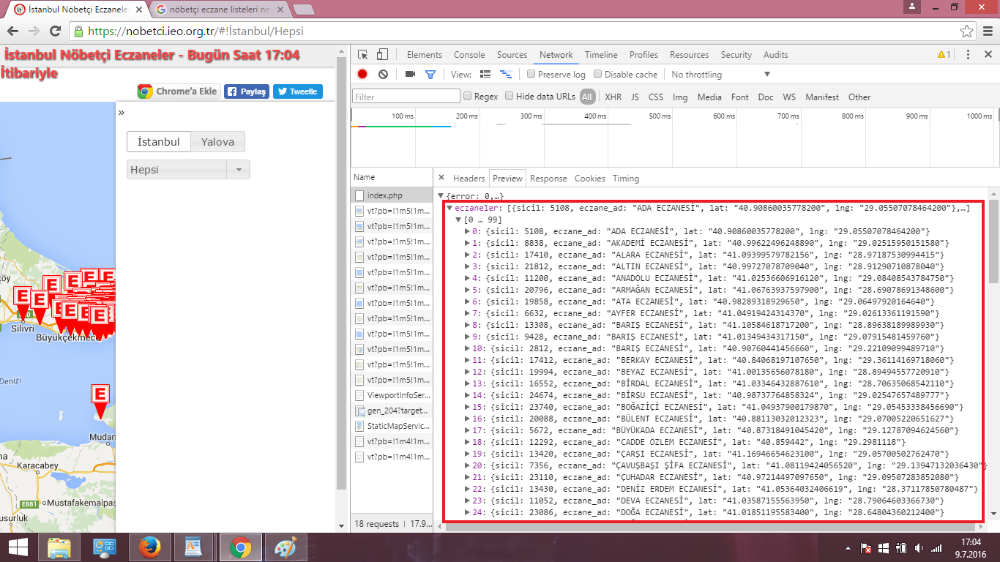 İstanbul Nöbetçi Eczanele
nöbetçi eczane listeleri ne
https://nobetci.ieo.org.tr/#!İstanbul/Hepsi
İstanbul Nöbetçi Eczaneler - Bugün Saat 17:04
İtibariyle
Chrome'a Ekle
Paylaş
Tweetle
»
İstanbul
Yalova
Hepsi
Silivri
Büyükçekmece
Denizi
Mudan
Karacabey
E881
Mustafakemalpaş
usurluk
Elements Console Sources Network Timeline Profiles Resources Security Audits
1
View:
Preserve log
Disable cache
No throttling
Filter
Regex
Hide data URLs
All XHR JS CSS Img Media Font Doc WS Manifest Other
100 ms 200 ms 300 ms 400 ms 500 ms 600 ms 700 ms 800 ms 900 ms 1000 ms
Name
index.php
vt?pb=!1m5!1m...
vt?pb=!1m5!1m...
vt?pb=!1m5!1m...
vt?pb=!1m5!1m...
vt?pb=!1m5!1m...
vt?pb=!1m5!1m...
vt?pb=!1m5!1m...
vt?pb=!1m5!1m...
vt?pb=!1m5!1m...
vt?pb=!1m5!1m...
vt?pb=!1m5!1m...
vt?pb=!1m5!1m...
ViewportInfoSer...
gen_204?target...
StaticMapServic...
vt?pb=!1m4!1m...
vt?pb=!1m4!1m...
18 requests | 17.9...
× Headers Preview Response Cookies Timing
{error: 0,…}
eczaneler: [{sicil: 5108, eczane_ad: "ADA ECZANESİ", lat: "40.90860035778200", lng: "29.05507078464200"},…]
[0 … 99]
0: {sicil: 5108, eczane_ad: "ADA ECZANESİ", lat: "40.90860035778200", lng: "29.05507078464200"}
1: {sicil: 8838, eczane_ad: "AKADEMİ ECZANESİ", lat: "40.99622496248890", lng: "29.02515950151580"}
2: {sicil: 17410, eczane_ad: "ALARA ECZANESİ", lat: "41.09399579782156", lng: "28.97187530994415"}
3: {sicil: 21812, eczane_ad: "ALTIN ECZANESİ", lat: "40.99727078709040", lng: "28.91290710878040"}
4: {sicil: 11200, eczane_ad: "ANADOLU ECZANESİ", lat: "41.02536606916120", lng: "29.08408543784750"}
5: {sicil: 20796, eczane_ad: "ARMAĞAN ECZANESİ", lat: "41.06763937597900", lng: "28.69078691348600"}
6: {sicil: 19858, eczane_ad: "ATA ECZANESİ", lat: "40.98289318929650", lng: "29.06497920164640"}
7: {sicil: 6632, eczane_ad: "AYFER ECZANESİ", lat: "41.04919424314370", lng: "29.02613361191590"}
8: {sicil: 13308, eczane_ad: "BARIŞ ECZANESİ", lat: "41.10584618717200", lng: "28.89638189989930"}
9: {sicil: 9428, eczane_ad: "BARIŞ ECZANESİ", lat: "41.01349434317150", lng: "29.07915481459760"}
10: {sicil: 2812, eczane_ad: "BARIŞ ECZANESİ", lat: "40.90760441456660", lng: "29.22109099489710"}
11: {sicil: 17412, eczane_ad: "BERKAY ECZANESİ", lat: "40.84068197107650", lng: "29.36114169718060"}
12: {sicil: 19994, eczane_ad: "BEYAZ ECZANESİ", lat: "41.00135656078180", lng: "28.89494557720910"}
13: {sicil: 16552, eczane_ad: "BİRDAL ECZANESİ", lat: "41.03346432887610", lng: "28.70635068542110"}
14: {sicil: 24674, eczane_ad: "BİRSU ECZANESİ", lat: "40.98737764858324", lng: "29.02547657489777"}
15: {sicil: 23740, eczane_ad: "BOĞAZİÇİ ECZANESİ", lat: "41.04937900179870", lng: "29.05453338456690"}
16: {sicil: 20088, eczane_ad: "BÜLENT ECZANESİ", lat: "40.88113032012323", lng: "29.07005220651627"}
17: {sicil: 5672, eczane_ad: "BÜYÜKADA ECZANESİ", lat: "40.87318491045420", lng: "29.12787094624560"}
18: {sicil: 12292, eczane_ad: "CADDE ÖZLEM ECZANESİ", lat: "40.859442", lng: "29.2981118"}
19: {sicil: 13420, eczane_ad: "ÇARŞI ECZANESİ", lat: "41.16946654623100", lng: "29.05700502762470"}
20: {sicil: 7356, eczane_ad: "ÇAVUŞBAŞI ŞİFA ECZANESİ", lat: "41.08119424056520", lng: "29.13947132036430"}
21: {sicil: 23110, eczane_ad: "ÇUHADAR ECZANESİ", lat: "40.97214497097650", lng: "29.09507283852080"}
22: {sicil: 13430, eczane_ad: "DENİZ ERDEM ECZANESİ", lat: "41.05364032406619", lng: "28.37117850780487"}
23: {sicil: 11052, eczane_ad: "DEVA ECZANESİ", lat: "41.03587155563950", lng: "28.79064603366730"}
24: {sicil: 23086, eczane_ad: "DOĞA ECZANESİ", lat: "41.01851195583400", lng: "28.64804360212400"}
17:04
9.7.2016